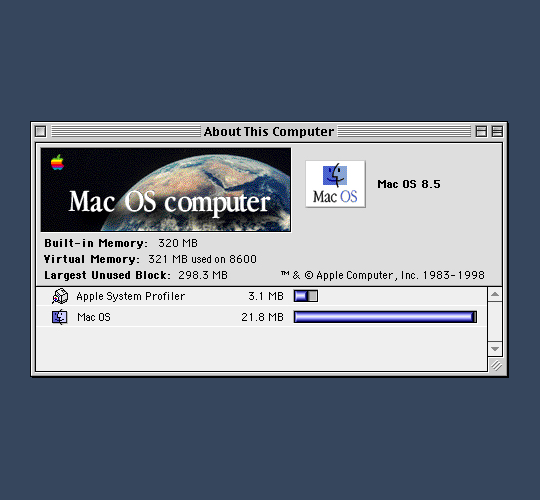 About This Computer
Mac OS computer
Mac OS
Mac OS 8.5
Built-in Memory: 320 MB
Virtual Memory: 321 MB used on 8600
Largest Unused Block: 298.3 MB
™ & © Apple Computer, Inc. 1983-1998
Apple System Profiler 3.1 MB
Mac OS 21.8 MB